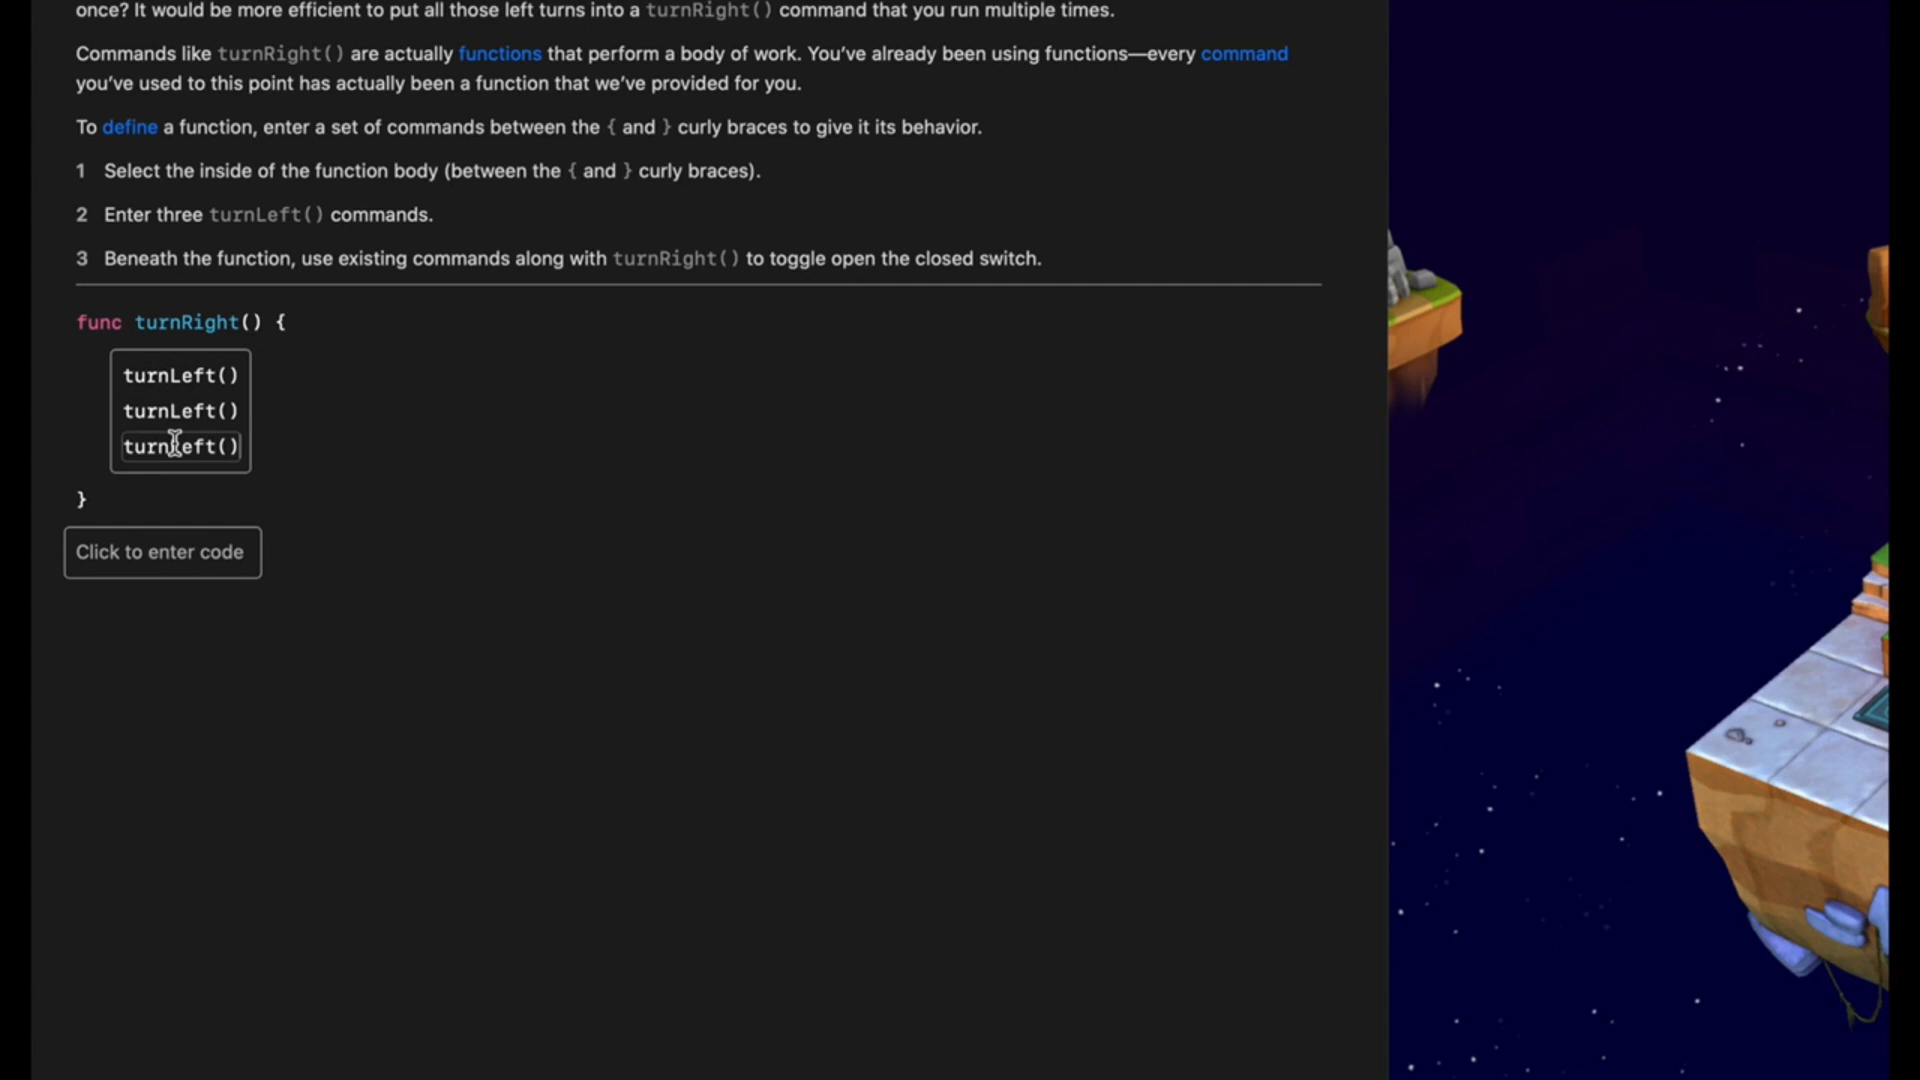 once? It would be more efficient to put all those left turns into a turnRight() command that you run multiple times.
Commands like turnRight() are actually functions that perform a body of work. You’ve already been using functions—every command
you’ve used to this point has actually been a function that we’ve provided for you.
To define a function, enter a set of commands between the { and } curly braces to give it its behavior.
1 Select the inside of the function body (between the { and } curly braces).
2 Enter three turnLeft() commands.
3 Beneath the function, use existing commands along with turnRight() to toggle open the closed switch.
func turnRight() {
turnLeft()
turnLeft()
turnLeft()
}
Click to enter code